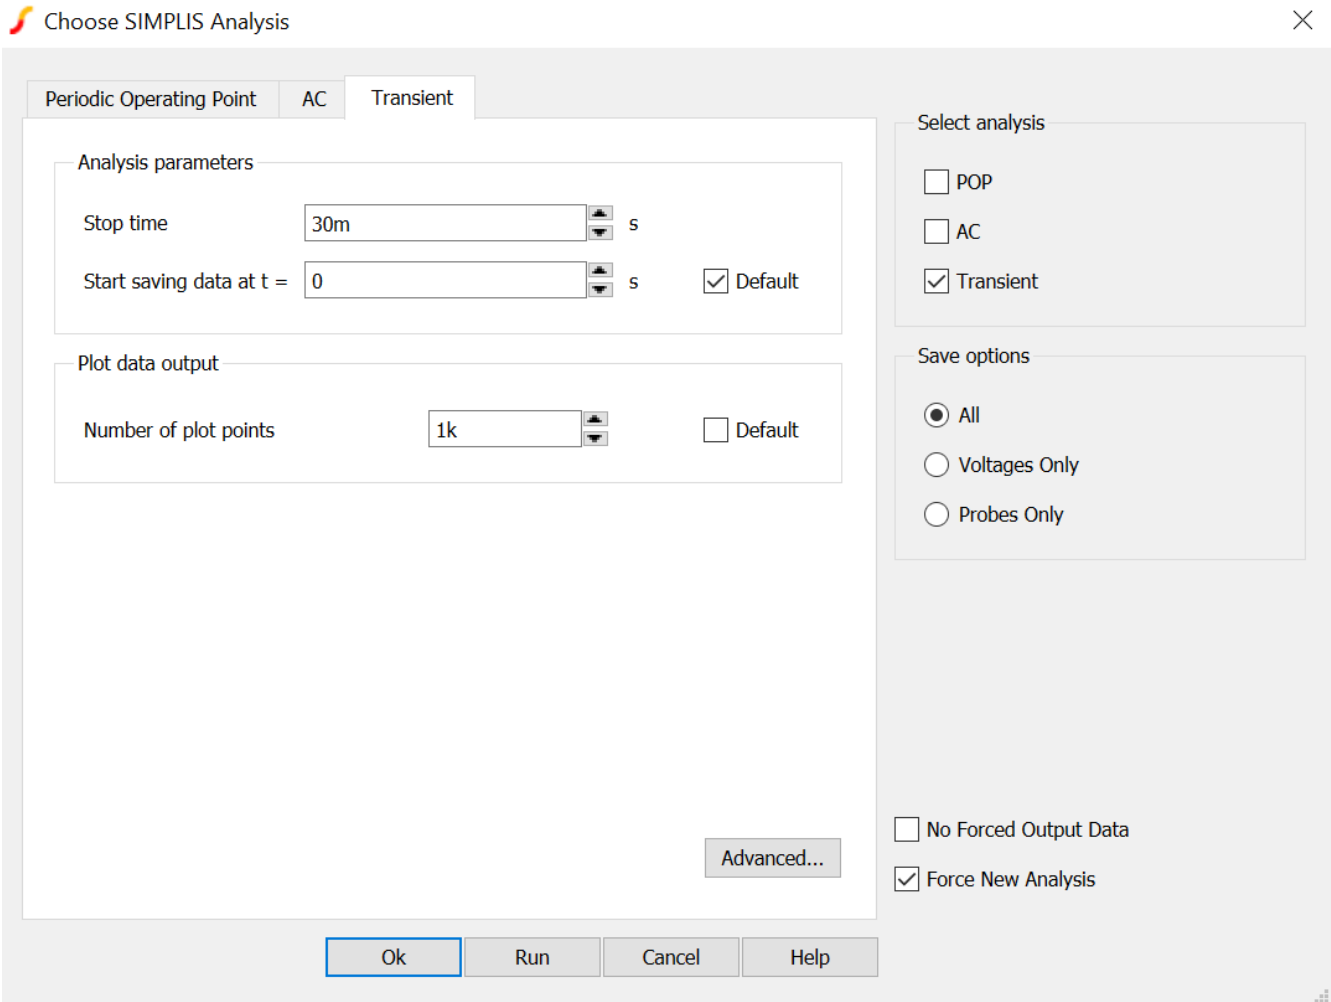 Choose SIMPLIS Analysis
Periodic Operating Point
AC
Transient
Analysis parameters
Stop time
30m
s
Start saving data at t =
0
s
Default
Plot data output
Number of plot points
1k
Default
Advanced...
Select analysis
POP
AC
Transient
Save options
All
Voltages Only
Probes Only
No Forced Output Data
Force New Analysis
Ok
Run
Cancel
Help